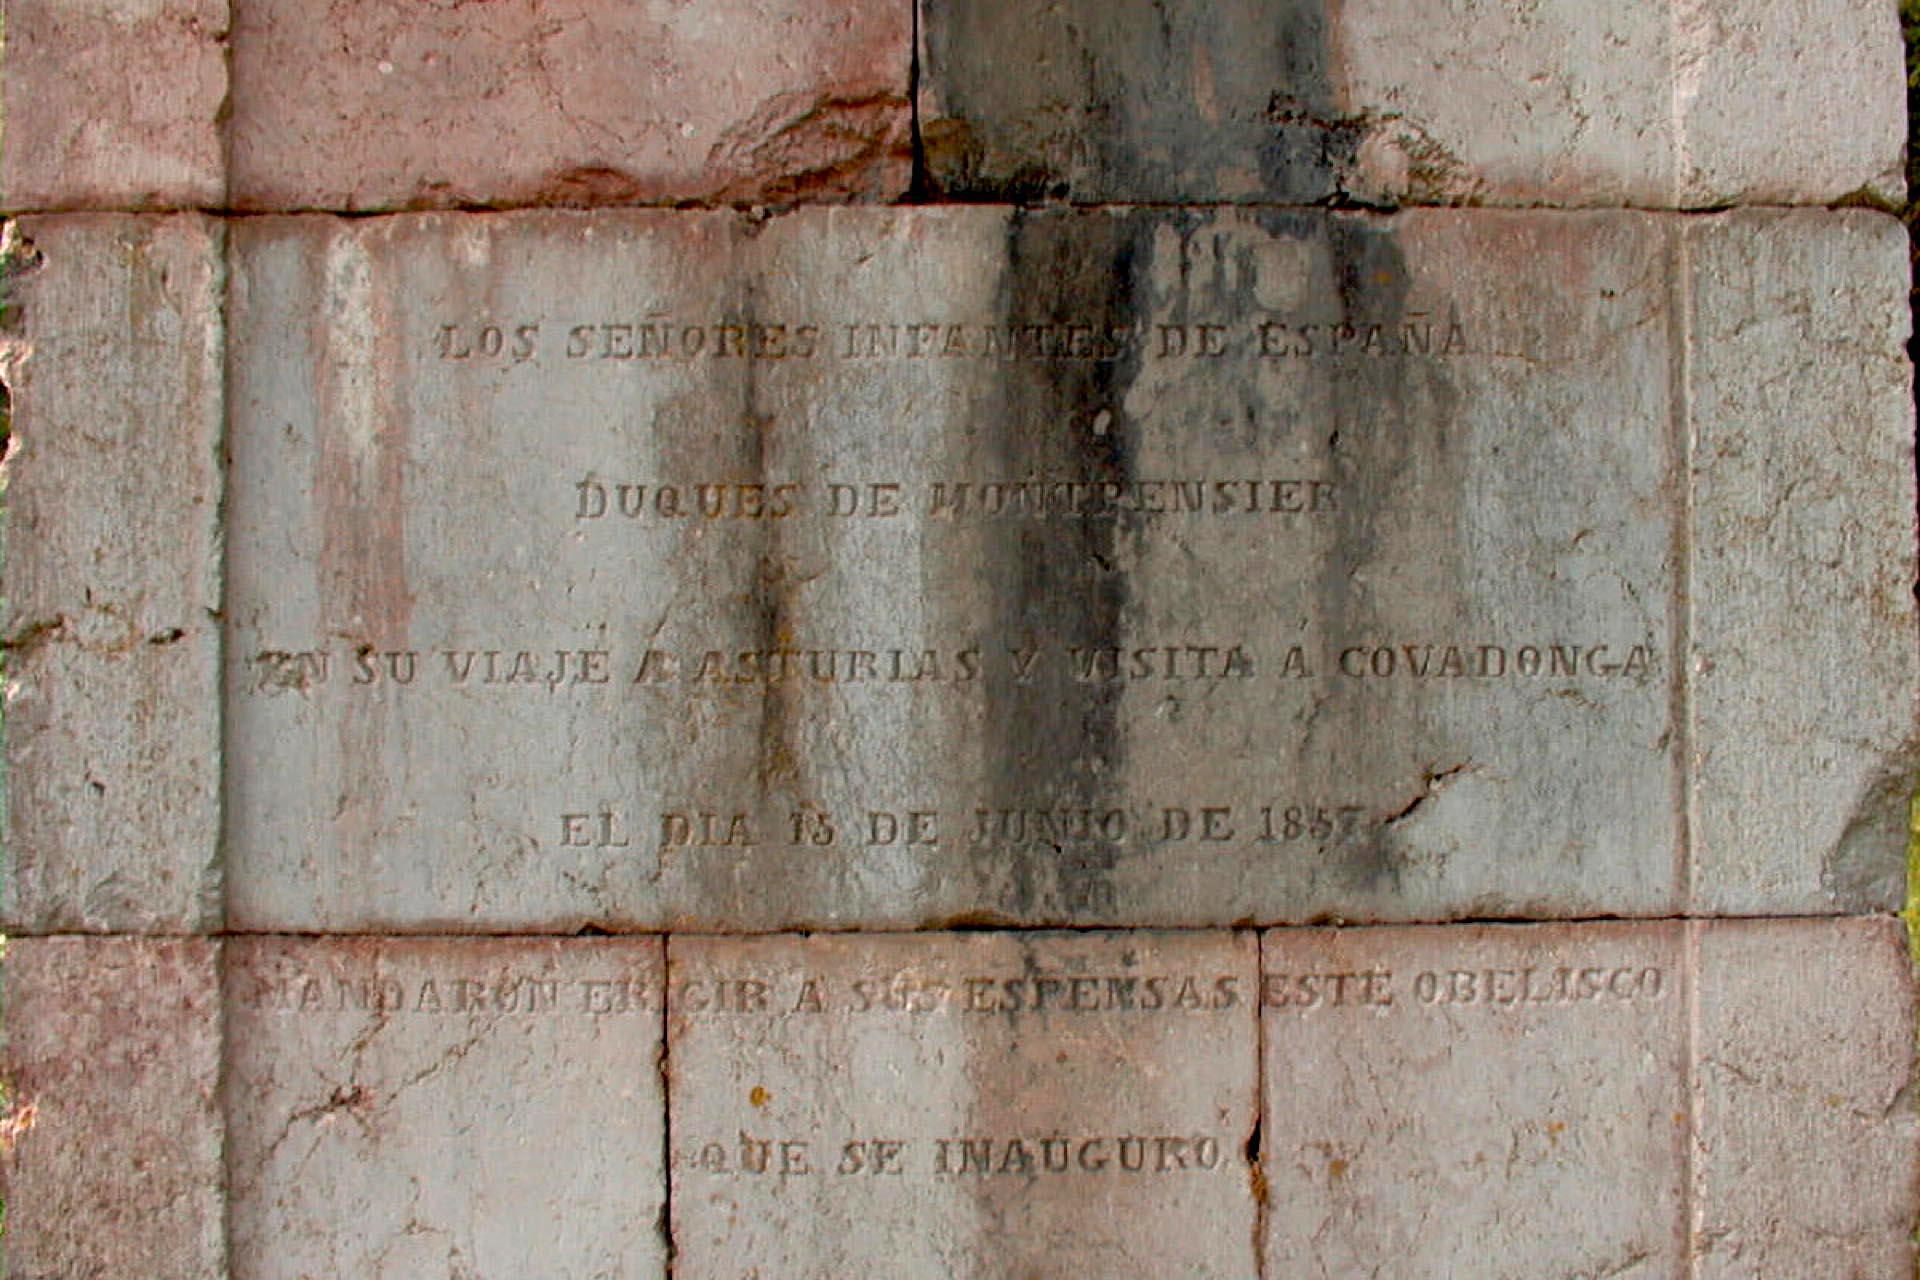 LOS SEÑORES INFANTES DE ESPAÑA
DUQUES DE MONTPENSIER
EN SU VIAJE A ASTURIAS Y VISITA A COVADONGA
EL DIA 15 DE JUNIO DE 1857
MANDARON ERIGIR A SUS ESPENSAS ESTE OBELISCO
QUE SE INAUGURO